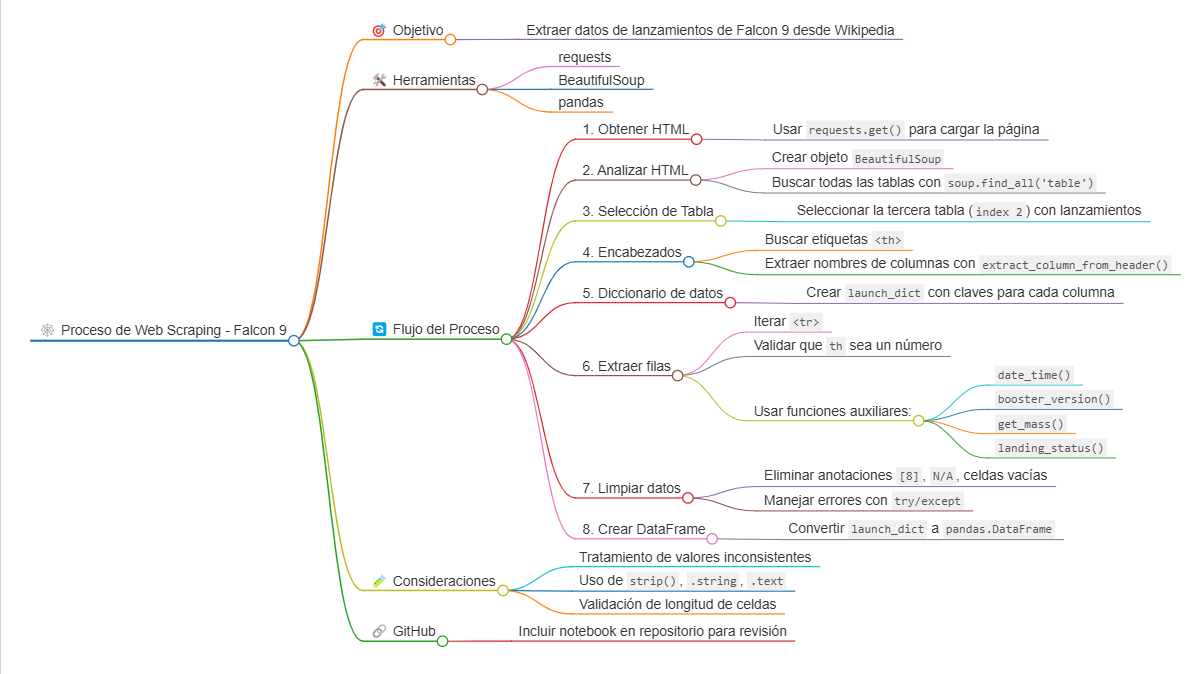 🕸️ Proceso de Web Scraping - Falcon 9
🎯 Objetivo
Extraer datos de lanzamientos de Falcon 9 desde Wikipedia
🛠️ Herramientas
requests
BeautifulSoup
pandas
🔄 Flujo del Proceso
1. Obtener HTML
Usar requests.get() para cargar la página
2. Analizar HTML
Crear objeto BeautifulSoup
Buscar todas las tablas con soup.find_all('table')
3. Selección de Tabla
Seleccionar la tercera tabla (index 2) con lanzamientos
4. Encabezados
Buscar etiquetas <th>
Extraer nombres de columnas con extract_column_from_header()
5. Diccionario de datos
Crear launch_dict con claves para cada columna
6. Extraer filas
Iterar <tr>
Validar que th sea un número
Usar funciones auxiliares:
date_time()
booster_version()
get_mass()
landing_status()
7. Limpiar datos
Eliminar anotaciones [8], N/A, celdas vacías
Manejar errores con try/except
8. Crear DataFrame
Convertir launch_dict a pandas.DataFrame
🧪 Consideraciones
Tratamiento de valores inconsistentes
Uso de strip(), .string, .text
Validación de longitud de celdas
🔗 GitHub
Incluir notebook en repositorio para revisión